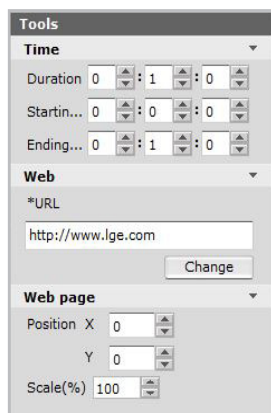 Tools
Time
Duration 0 : 1 : 0
Startin... 0 : 0 : 0
Ending... 0 : 1 : 0
Web
*URL
http://www.lge.com
Change
Web page
Position X 0
Y 0
Scale(%) 100